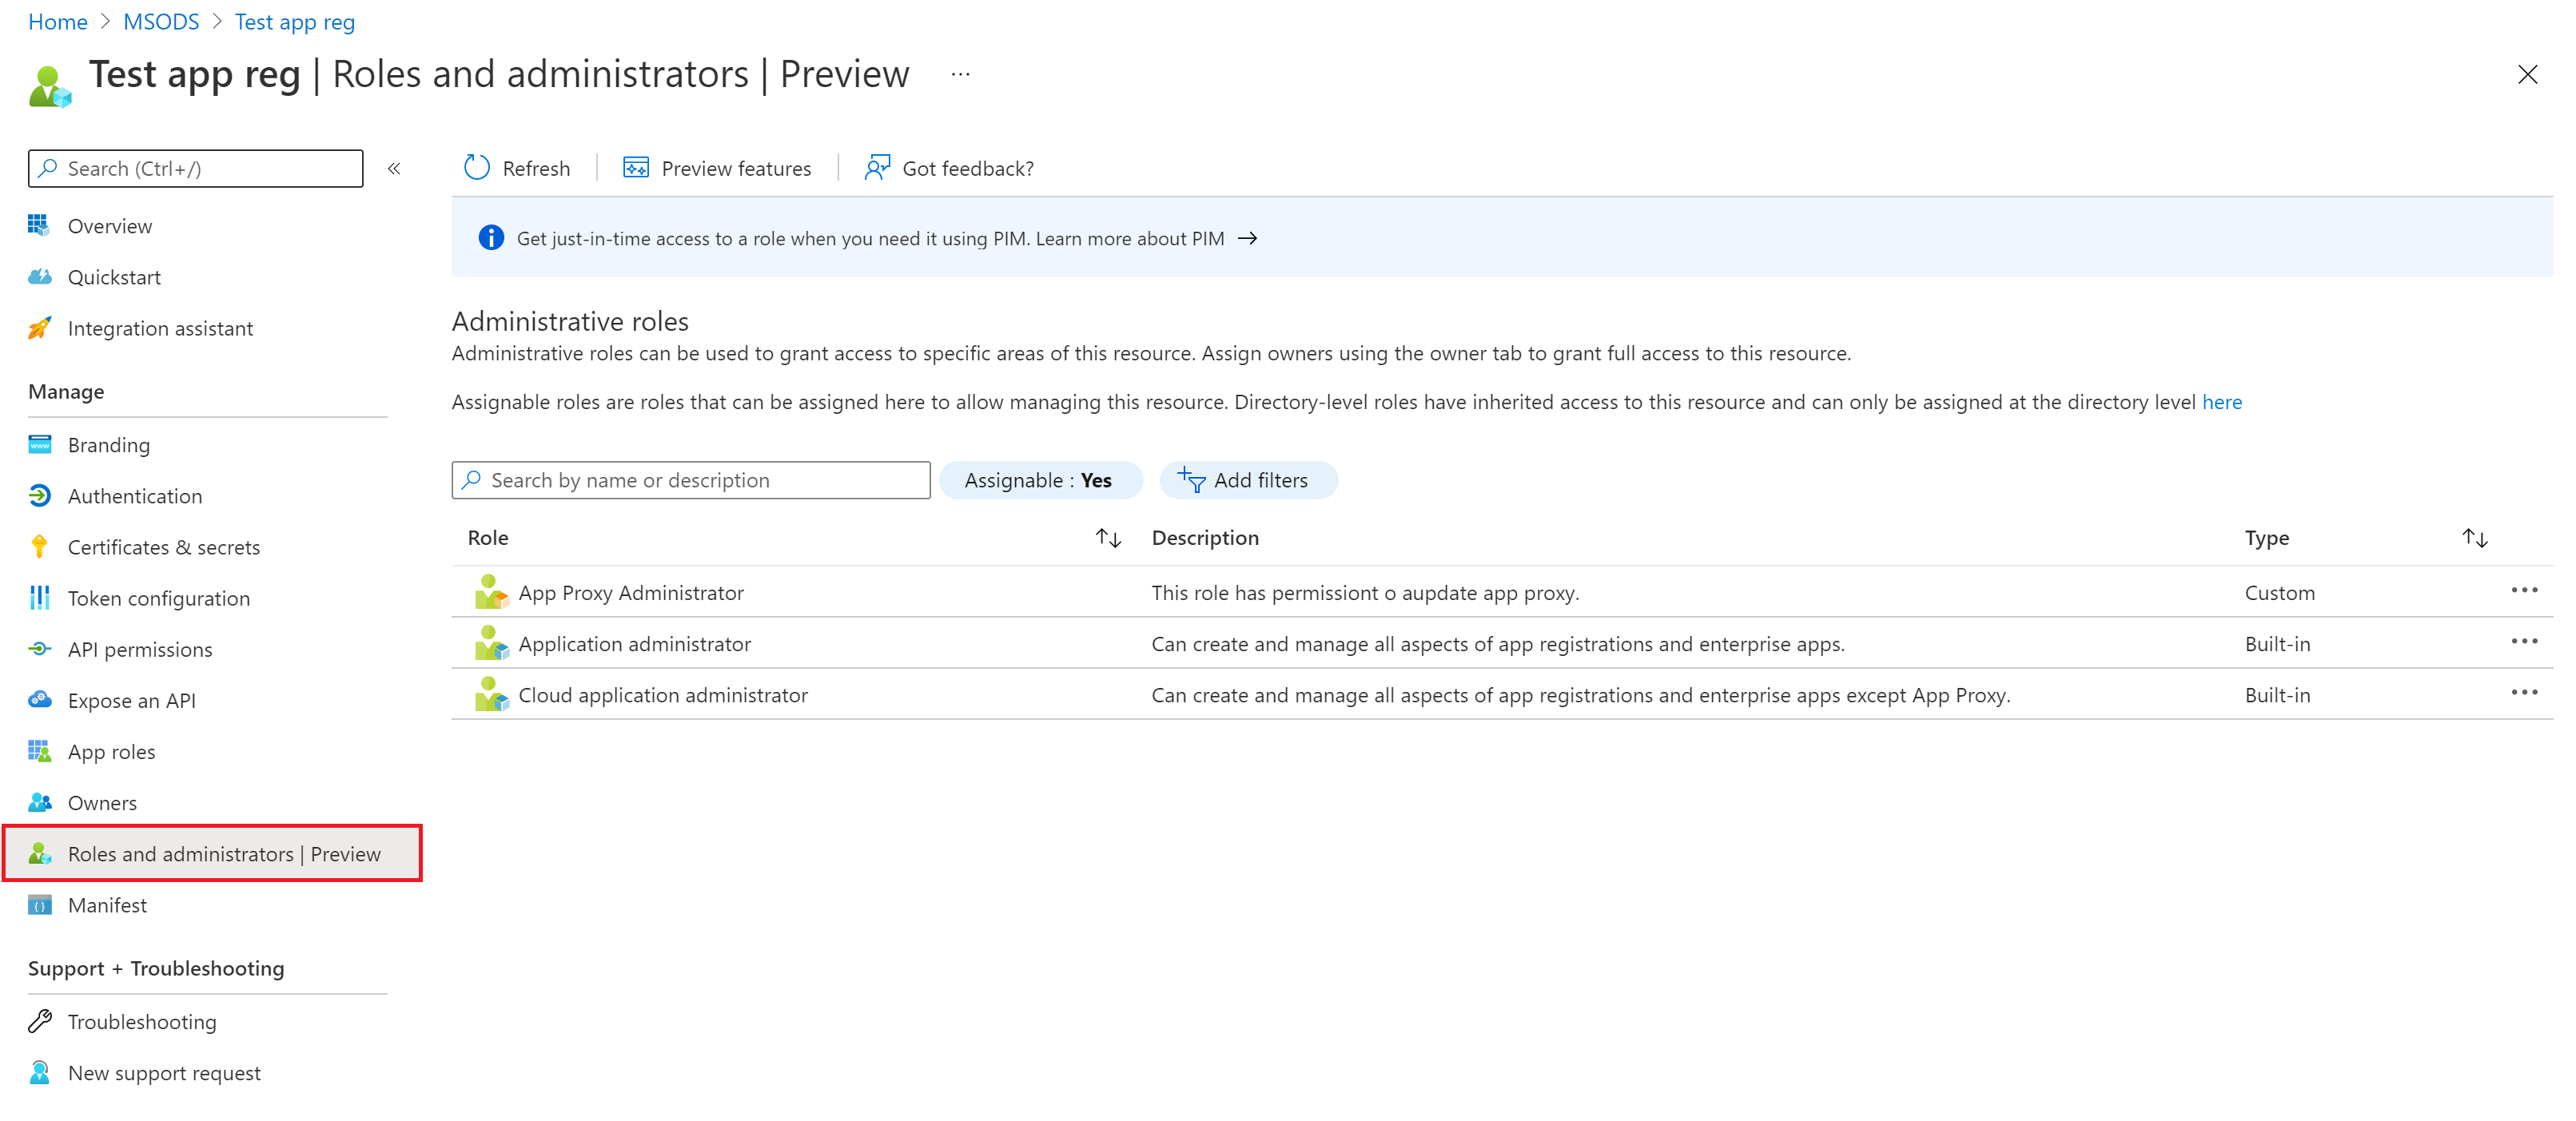 Home > MSODS > Test app reg
Test app reg | Roles and administrators | Preview ...
Search (Ctrl+/) «
Overview
Quickstart
Integration assistant
Manage
Branding
Authentication
Certificates & secrets
Token configuration
API permissions
Expose an API
App roles
Owners
Roles and administrators | Preview
Manifest
Support + Troubleshooting
Troubleshooting
New support request
Refresh | Preview features | Got feedback?
Get just-in-time access to a role when you need it using PIM. Learn more about PIM →
Administrative roles
Administrative roles can be used to grant access to specific areas of this resource. Assign owners using the owner tab to grant full access to this resource.
Assignable roles are roles that can be assigned here to allow managing this resource. Directory-level roles have inherited access to this resource and can only be assigned at the directory level here
Search by name or description Assignable : Yes Add filters
Role Description Type
App Proxy Administrator This role has permissiont o aupdate app proxy. Custom
Application administrator Can create and manage all aspects of app registrations and enterprise apps. Built-in
Cloud application administrator Can create and manage all aspects of app registrations and enterprise apps except App Proxy. Built-in